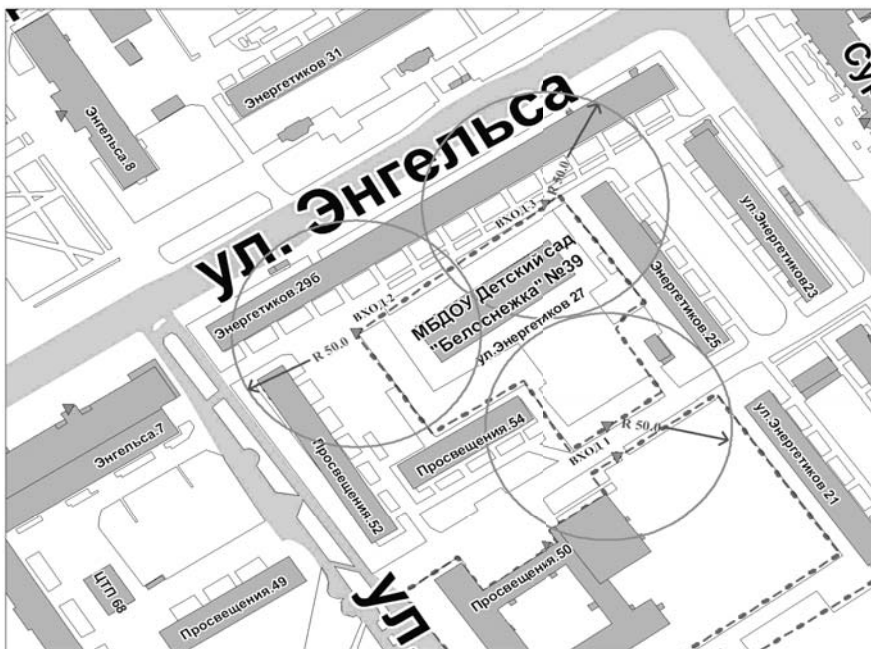 Энергетиков 31
Энгельса.8
ул. Энгельса
Сур
R 50.0
ВХОД 3
ул.Энергетиков23
Энергетиков.29б
ВХОД 2
МБДОУ Детский сад
"Белоснежка" №39
ул.Энергетиков 27
Энергетиков.25
R 50.0
Просвещения.54
R 50.0
ВХОД 1
ул.Энергетиков 21
Энгельса.7
Просвещения.52
Просвещения.50
ЦТП 68
Просвещения.49
ул